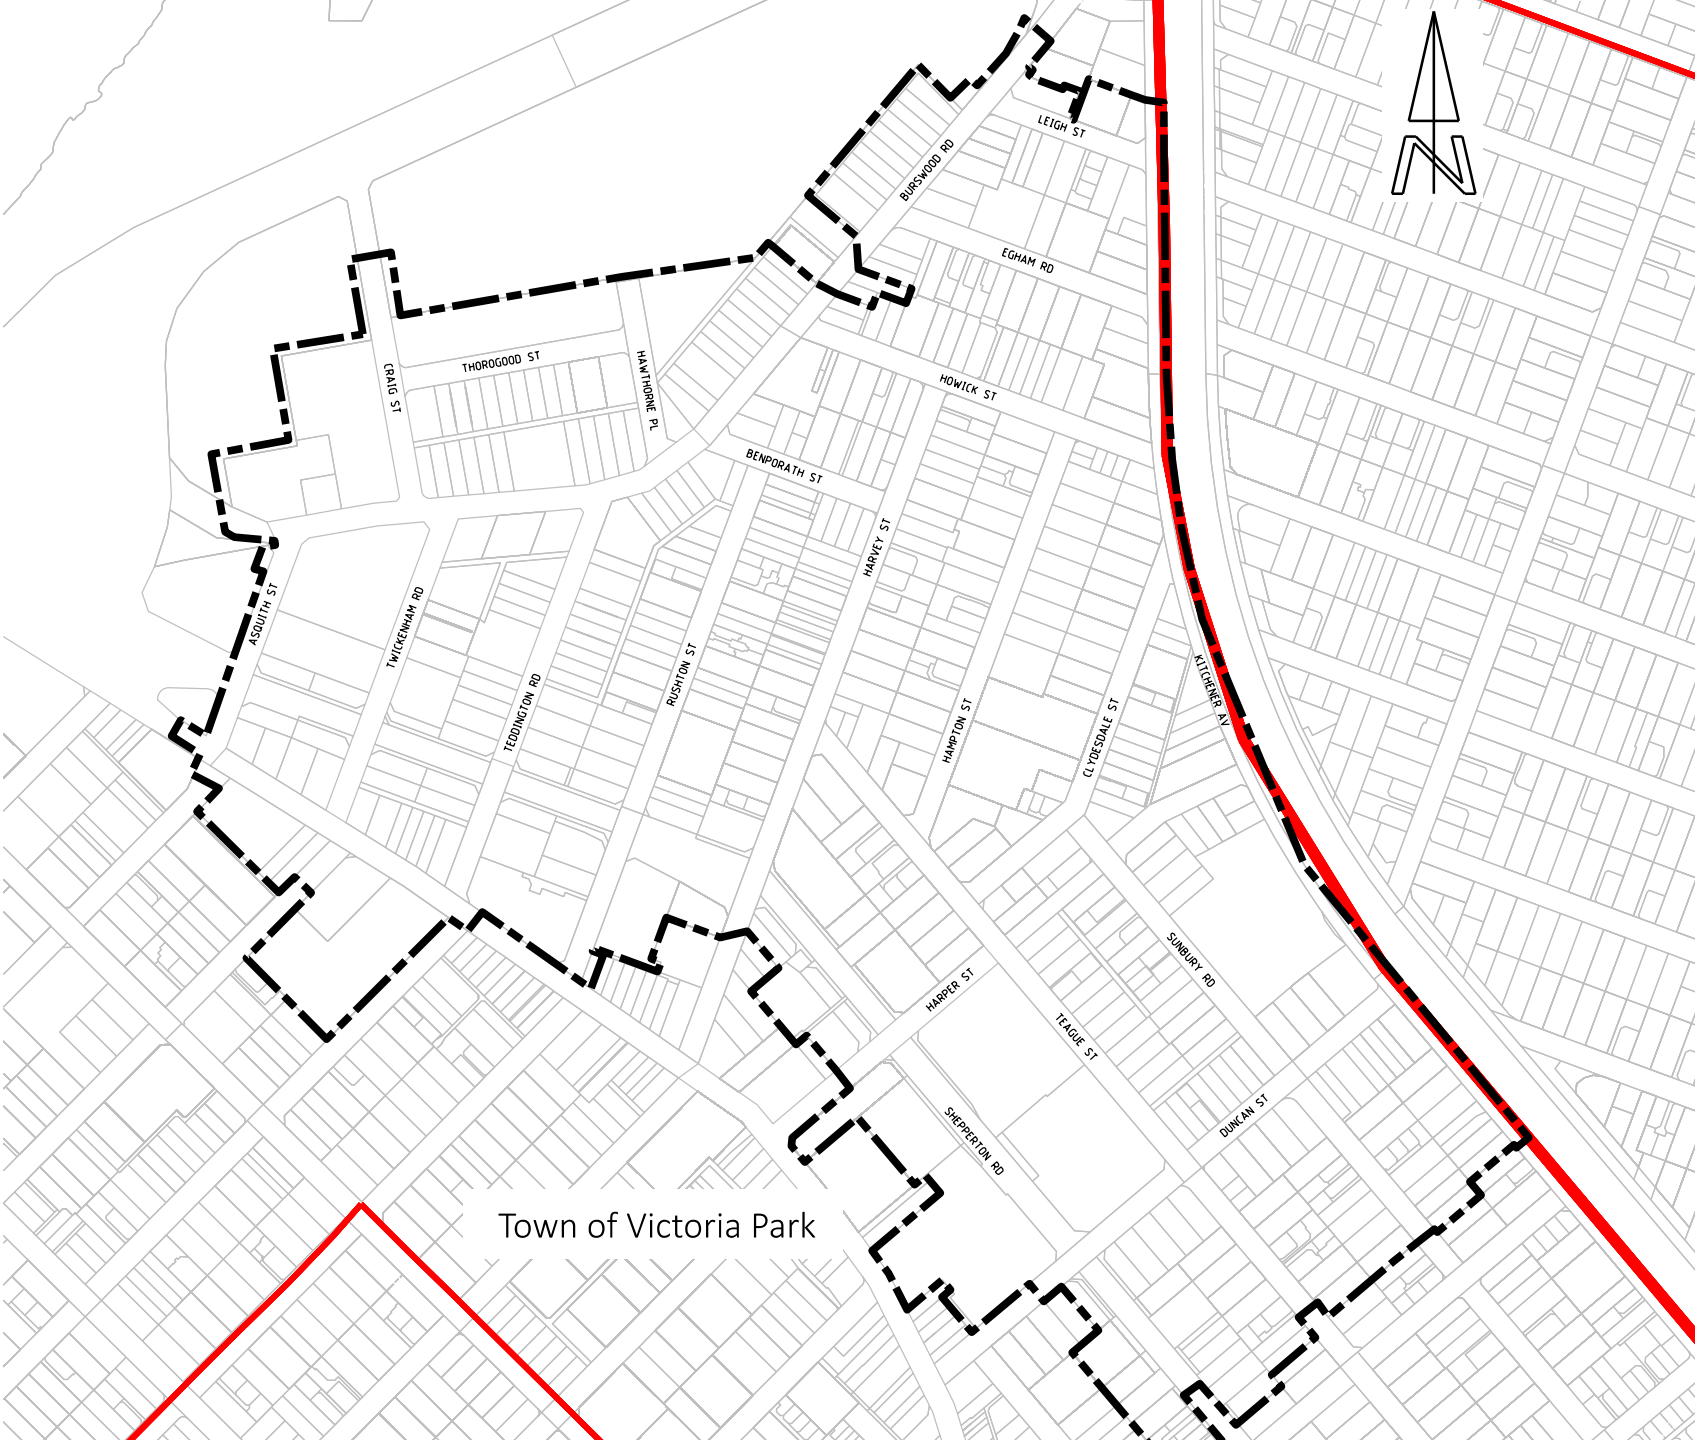 LEIGH ST
BURSWOOD RD
EGHAM RD
THOROGOOD ST
HAWTHORNE PL
CRAIG ST
HOWICK ST
BENPORATH ST
HARVEY ST
ASQUITH ST
TWICKENHAM RD
RUSHTON ST
TEDDINGTON RD
KITCHENER AV
HAMPTON ST
CLYDESDALE ST
SUNBURY RD
HARPER ST
TEAGUE ST
SHEPPERTON RD
DUNCAN ST
Town of Victoria Park
N